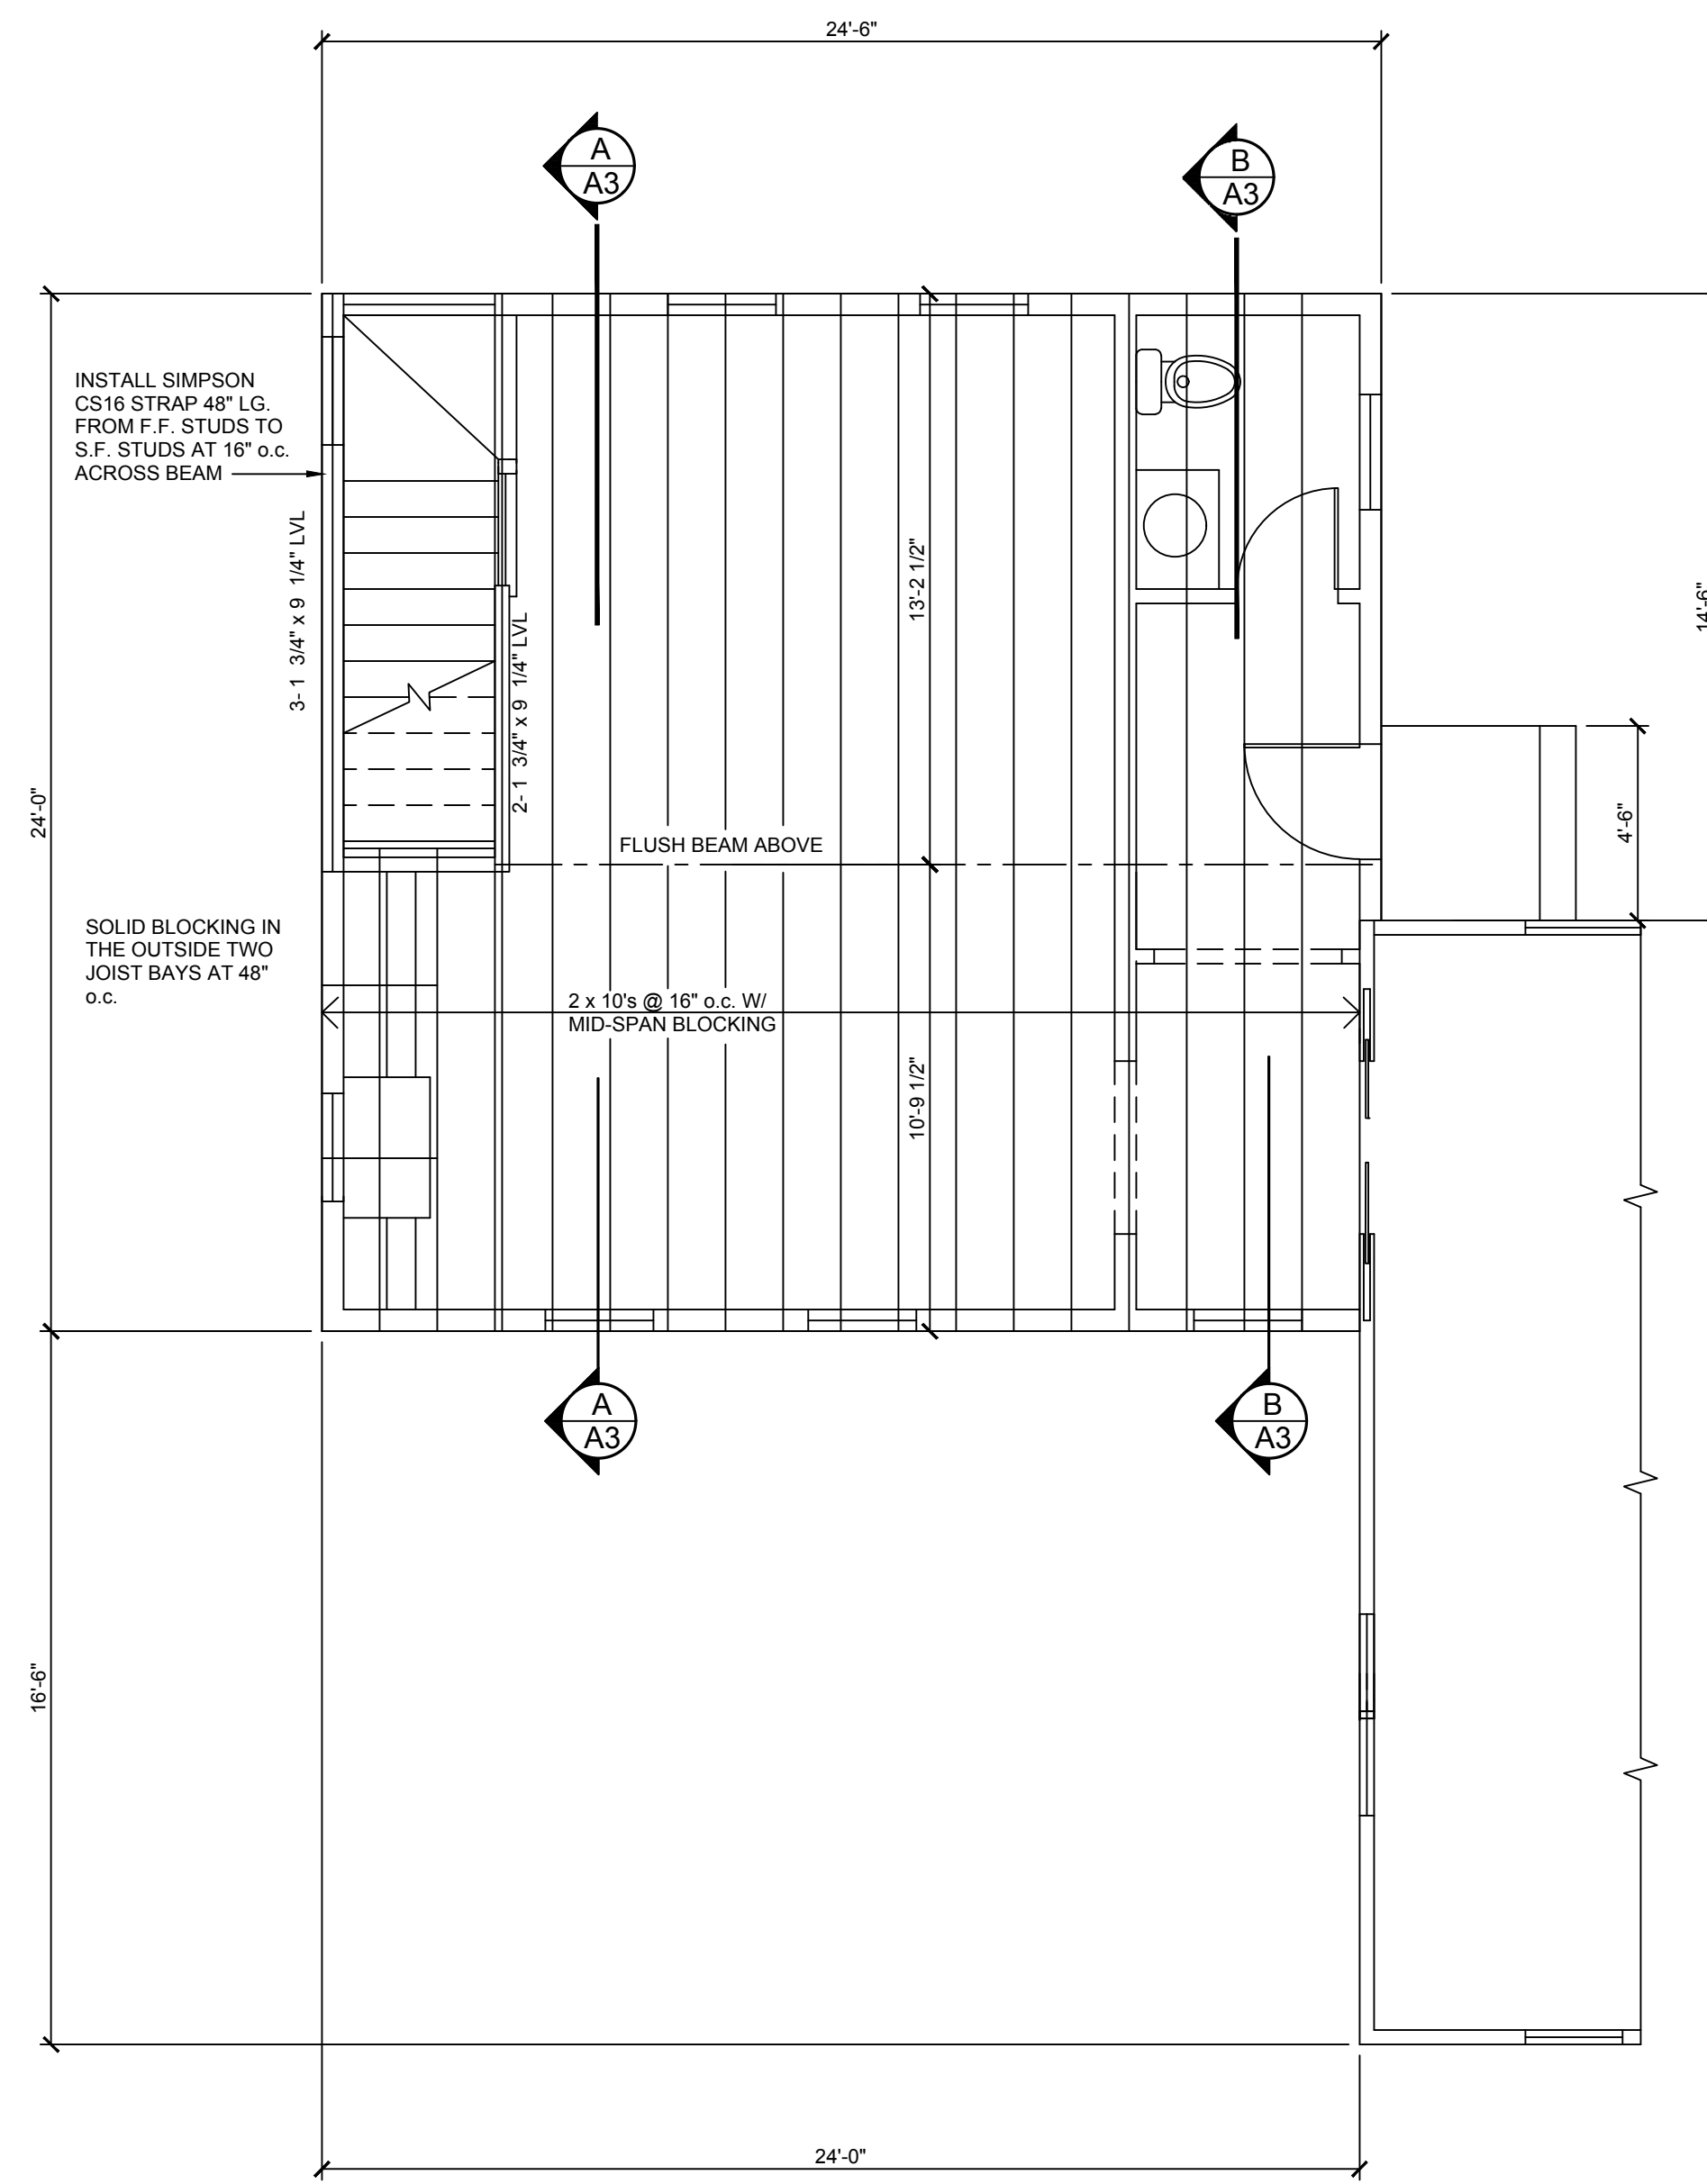 24'-6"
A
A3
B
A3
INSTALL SIMPSON
CS16 STRAP 48" LG.
FROM F.F. STUDS TO
S.F. STUDS AT 16" o.c.
ACROSS BEAM
3- 1 3/4" x 9 1/4" LVL
2- 1 3/4" x 9 1/4" LVL
13'-2 1/2"
14'-6"
24'-0"
FLUSH BEAM ABOVE
4'-6"
SOLID BLOCKING IN
THE OUTSIDE TWO
JOIST BAYS AT 48"
o.c.
2 x 10's @ 16" o.c. W/
MID-SPAN BLOCKING
10'-9 1/2"
A
A3
B
A3
16'-6"
24'-0"